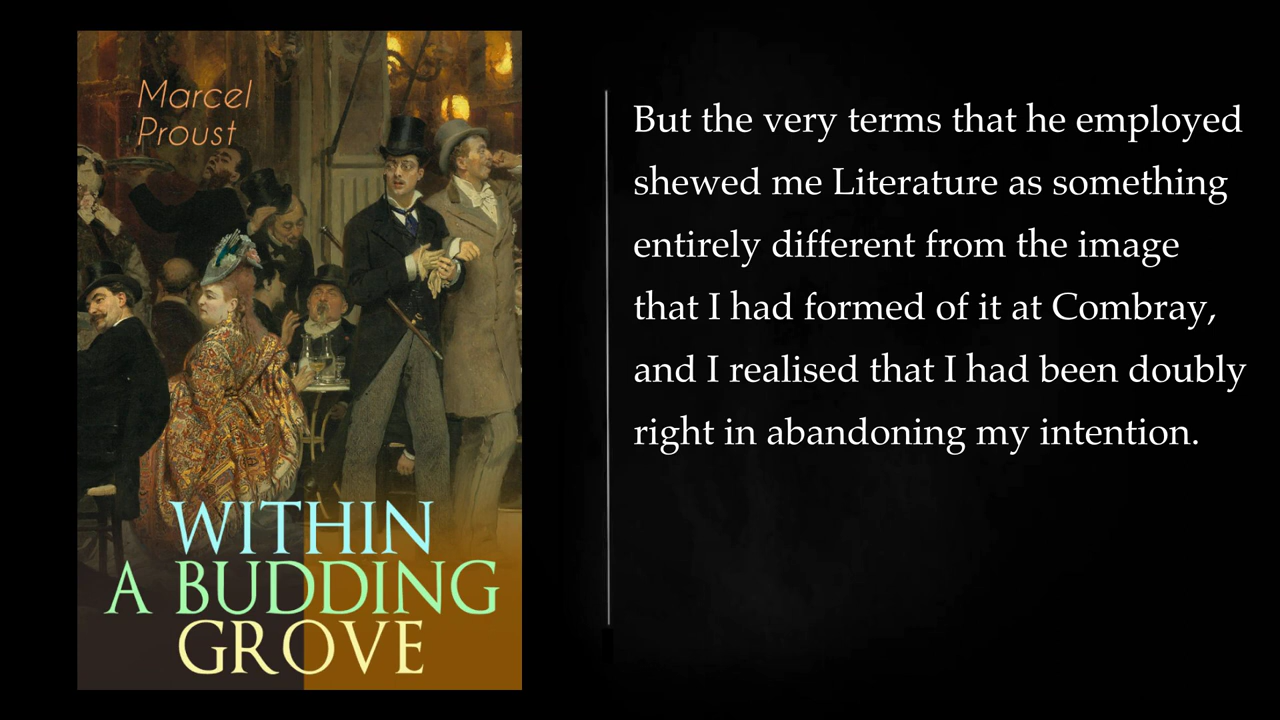 Marcel
Proust
WITHIN
A BUDDING
GROVE
But the very terms that he employed
shewed me Literature as something
entirely different from the image
that I had formed of it at Combray,
and I realised that I had been doubly
right in abandoning my intention.